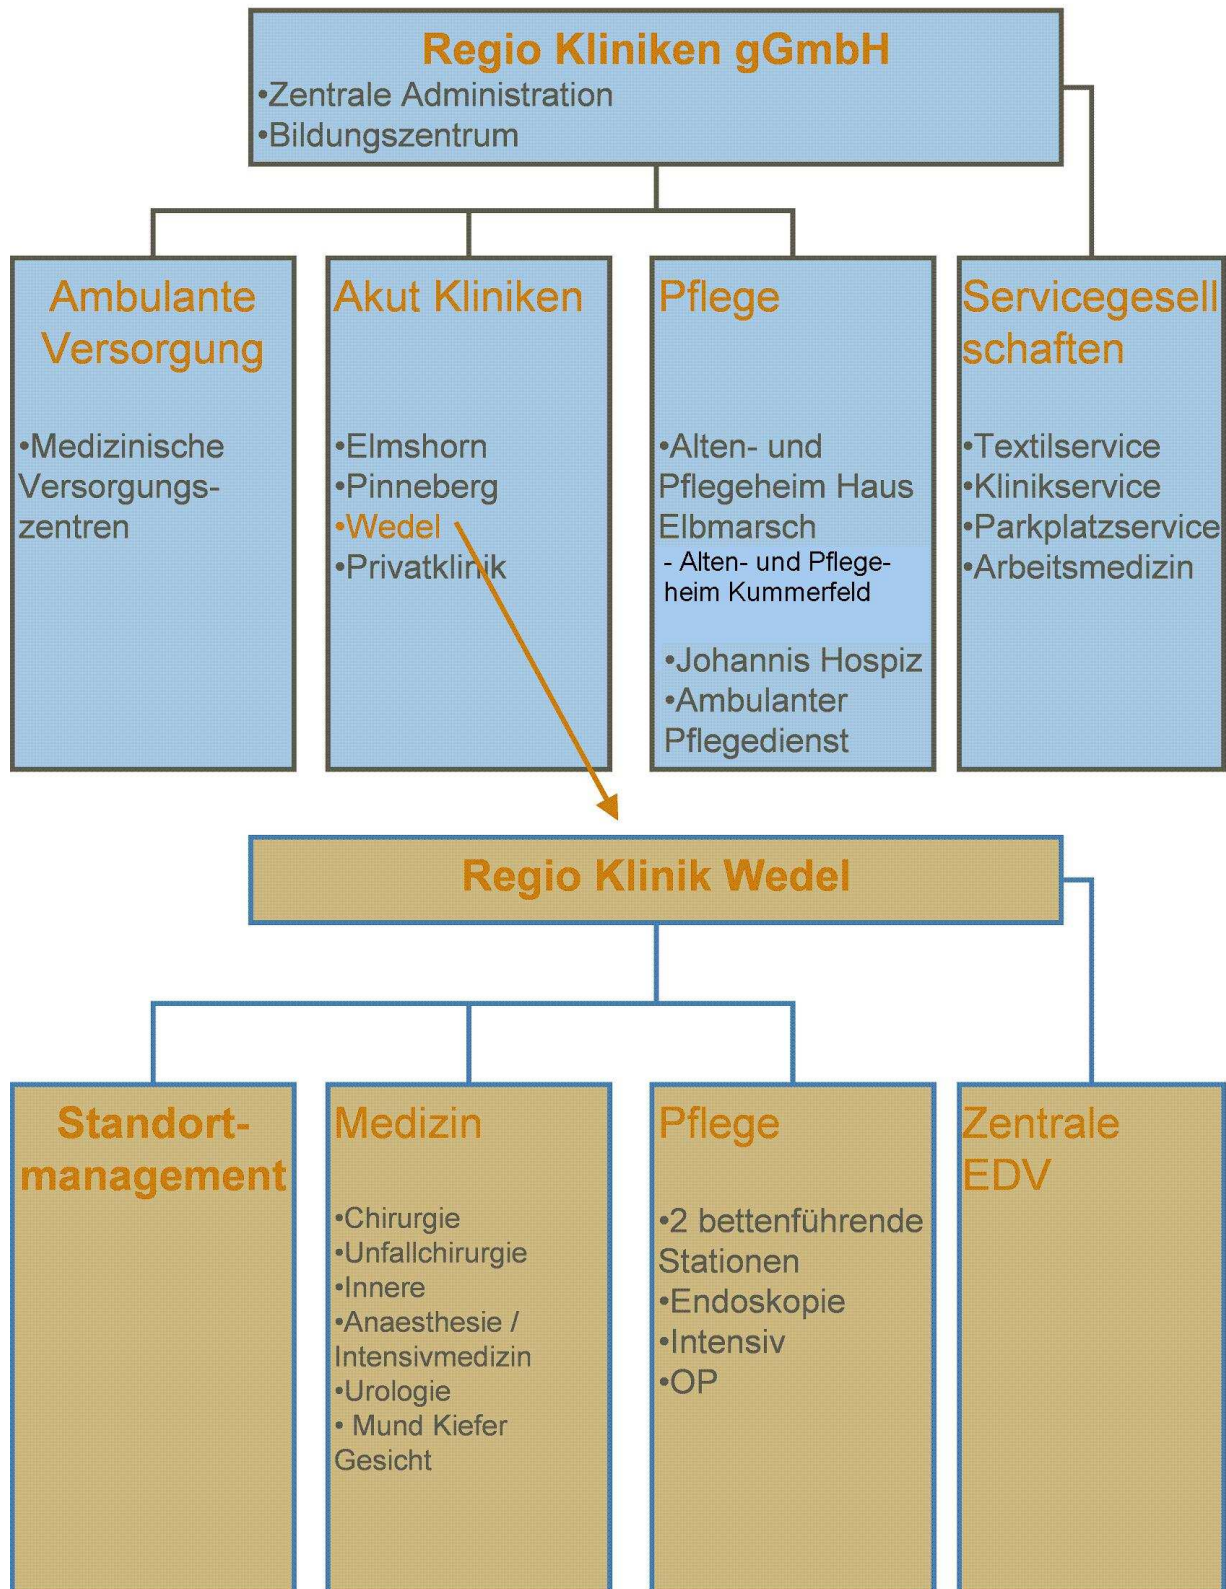 Regio Kliniken gGmbH
•Zentrale Administration
•Bildungszentrum
Ambulante
Versorgung
•Medizinische
Versorgungs-
zentren
Akut Kliniken
•Elmshorn
•Pinneberg
•Wedel
•Privatklinik
Pflege
•Alten- und
Pflegeheim Haus
Elbmarsch
- Alten- und Pflege-
heim Kummerfeld
•Johannis Hospiz
•Ambulanter
Pflegedienst
Servicegesell
schaften
•Textilservice
•Klinikservice
•Parkplatzservice
•Arbeitsmedizin
Regio Klinik Wedel
Standort-
management
Medizin
•Chirurgie
•Unfallchirurgie
•Innere
•Anaesthesie /
Intensivmedizin
•Urologie
• Mund Kiefer
Gesicht
Pflege
•2 bettenführende
Stationen
•Endoskopie
•Intensiv
•OP
Zentrale
EDV